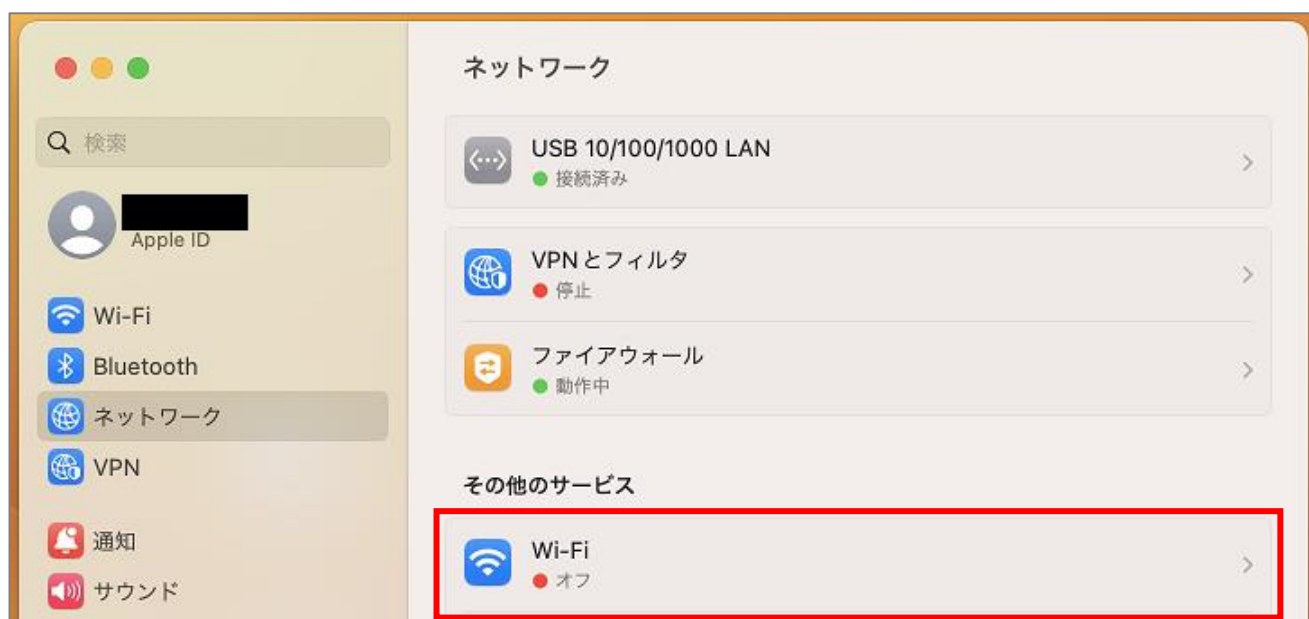 検索
Apple ID
Wi-Fi
Bluetooth
ネットワーク
VPN
通知
サウンド
ネットワーク
USB 10/100/1000 LAN
接続済み
VPNとフィルタ
停止
ファイアウォール
動作中
その他のサービス
Wi-Fi
オフ